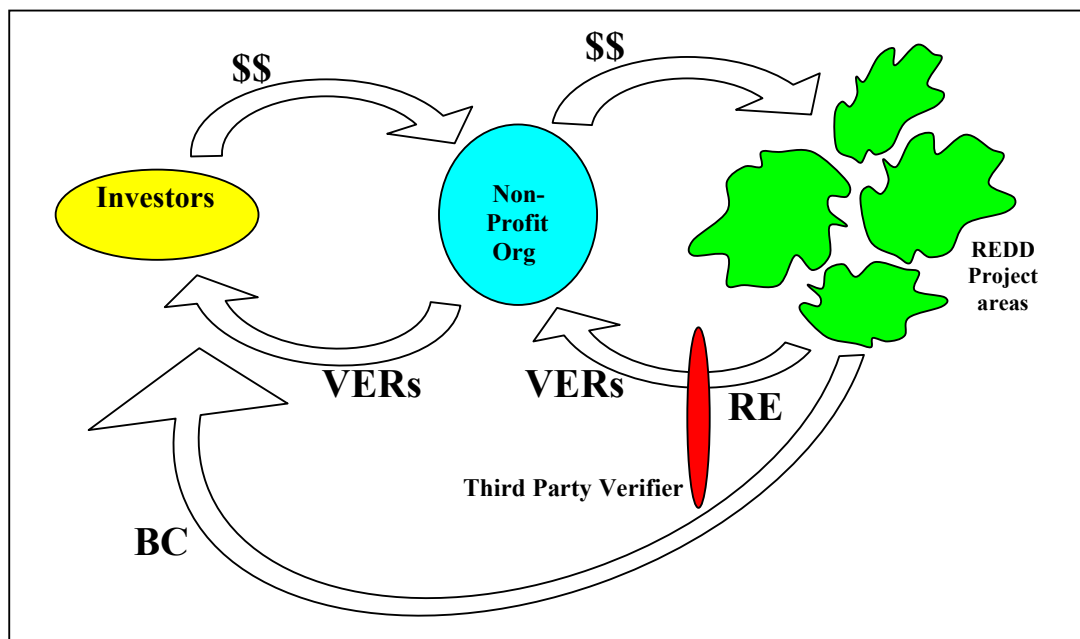 $$
$$
Investors
Non-
Profit
Org
REDD
Project
areas
VERs
VERs
RE
Third Party Verifier
BC